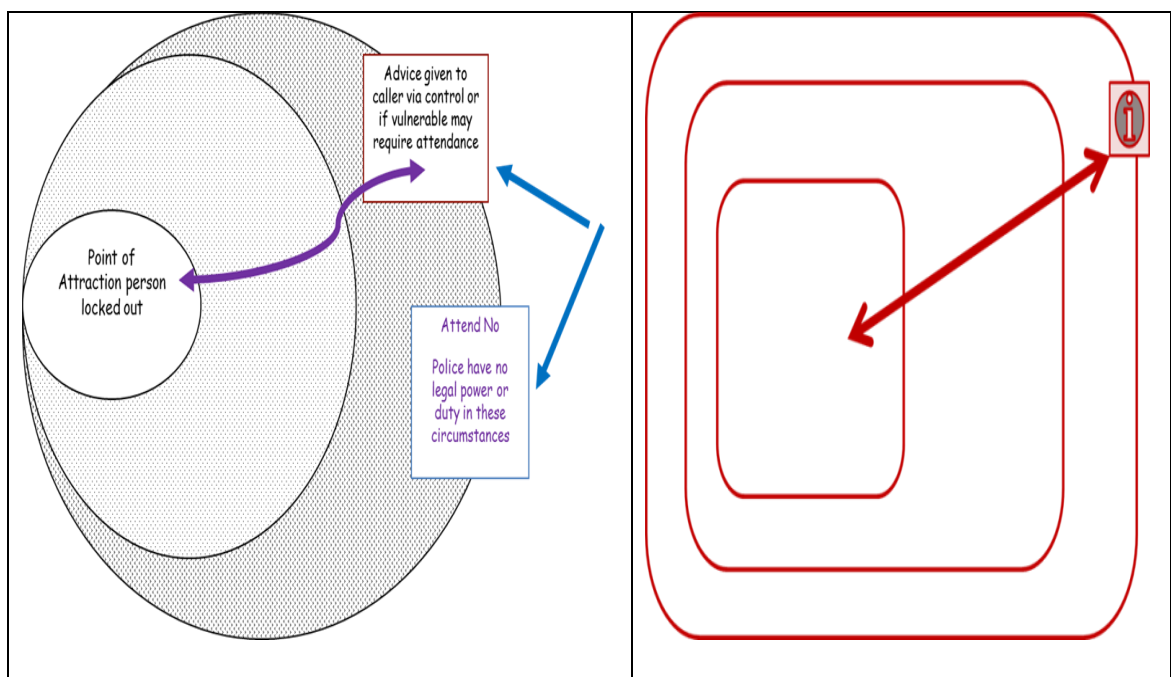 Advice given to
caller via control or
if vulnerable may
require attendance
Point of
Attraction person
locked out
Attend No
Police have no
legal power or
duty in these
circumstances
i